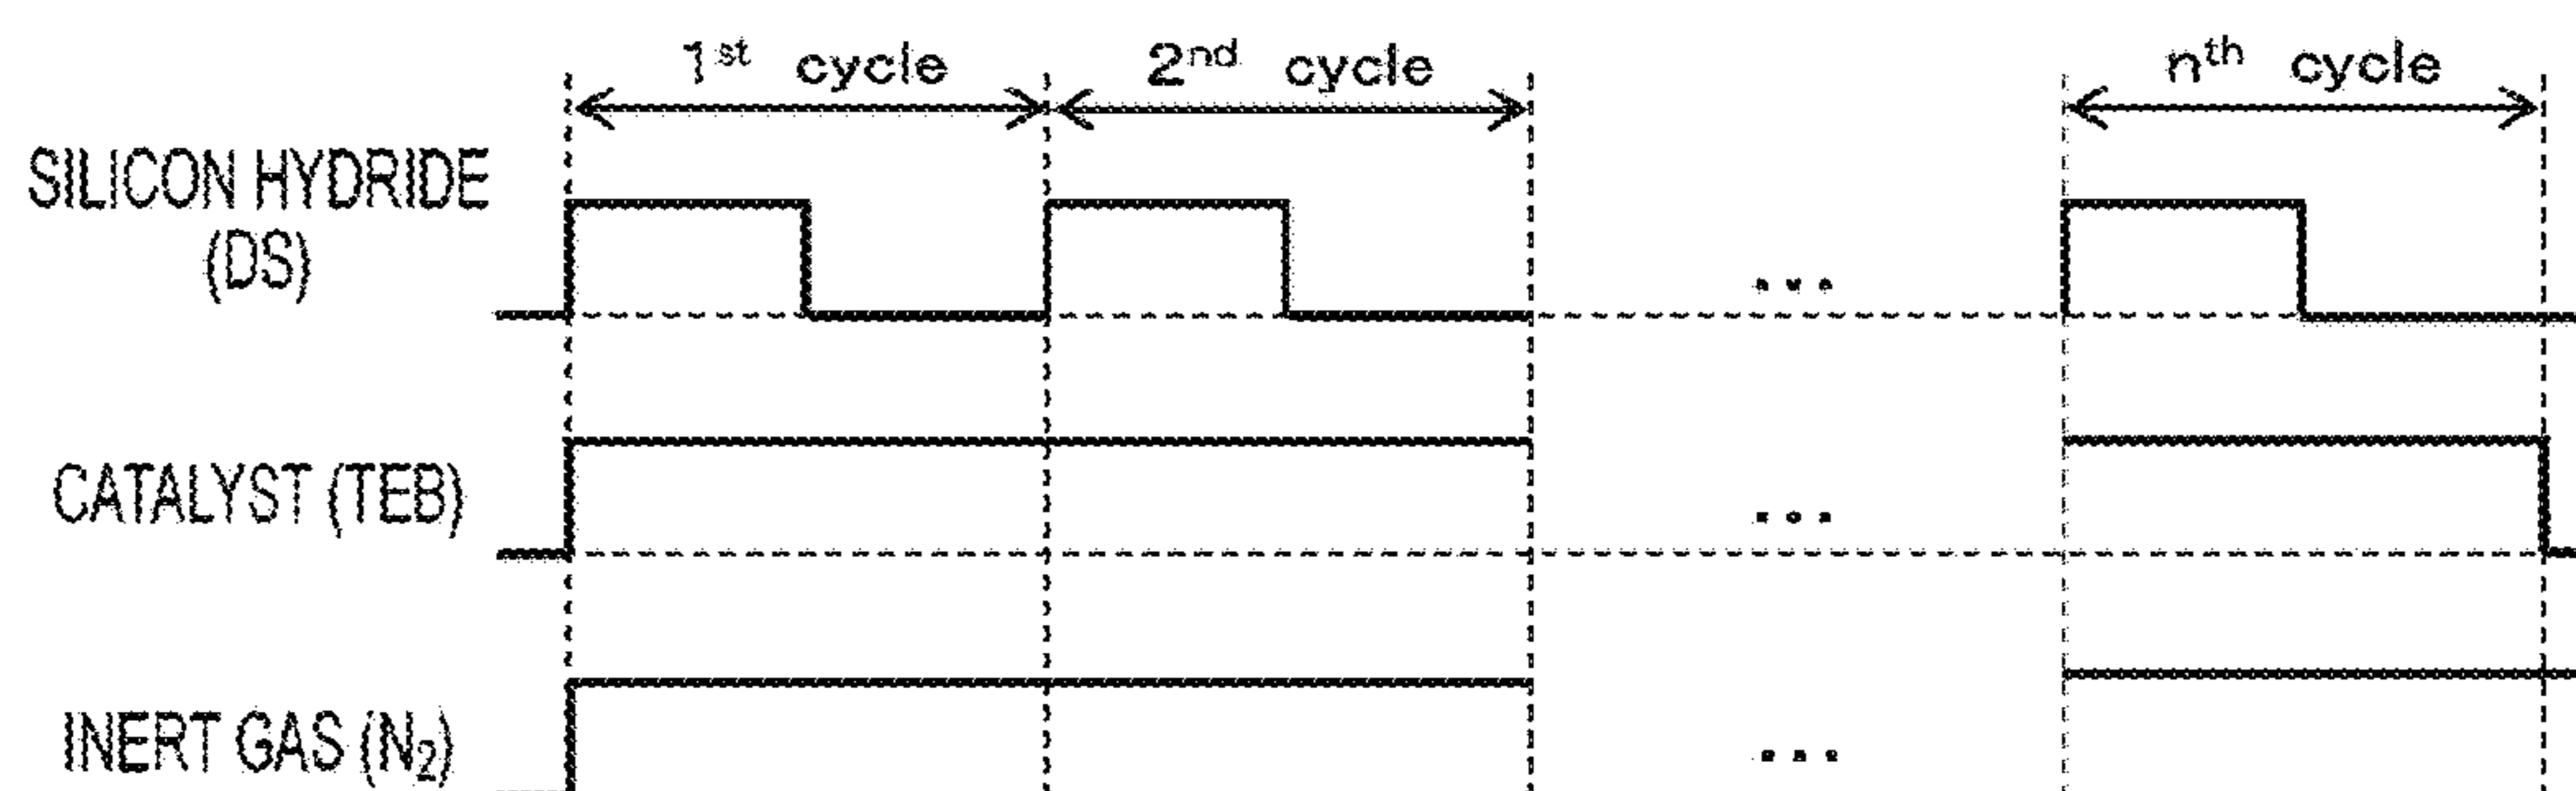 1st cycle
2nd cycle
nth cycle
SILICON HYDRIDE
(DS)
...
CATALYST (TEB)
...
INERT GAS (N2)
...